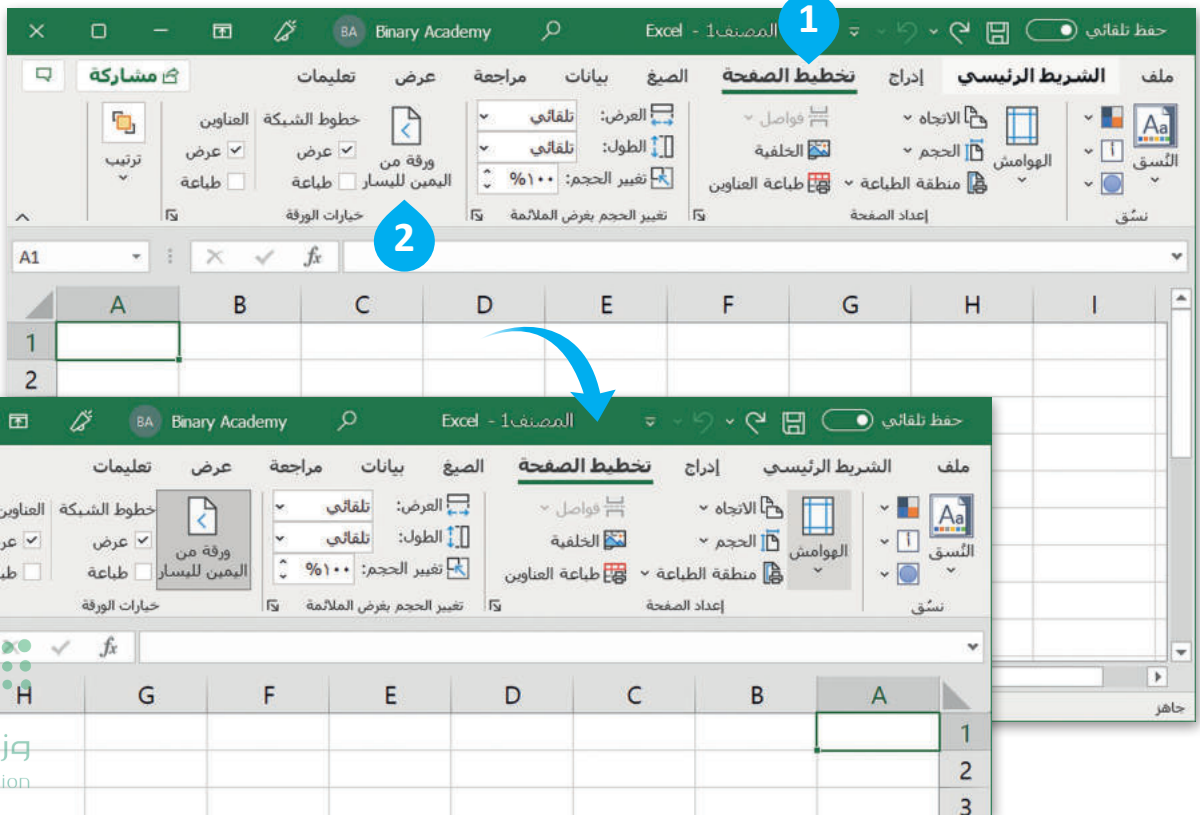 1
حفظ تلقائي
المصنف1 - Excel
Binary Academy
BA
ملف الشريط الرئيسي إدراج تخطيط الصفحة الصيغ بيانات مراجعة عرض تعليمات مشاركة
Aa
النُسق
أ
الهوامش
الاتجاه
الحجم
منطقة الطباعة
فواصل
الخلفية
طباعة العناوين
العرض: تلقائي
الطول: تلقائي
تغيير الحجم: ١٠٠%
ورقة من
اليمين لليسار
خطوط الشبكة
عرض
طباعة
العناوين
عرض
طباعة
ترتيب
نسُق إعداد الصفحة تغيير الحجم بغرض الملائمة خيارات الورقة
2
A1 fx
A B C D E F G H I
1
2
حفظ تلقائي
المصنف1 - Excel
Binary Academy
BA
ملف الشريط الرئيسي إدراج تخطيط الصفحة الصيغ بيانات مراجعة عرض تعليمات
Aa
النُسق
أ
الهوامش
الاتجاه
الحجم
منطقة الطباعة
فواصل
الخلفية
طباعة العناوين
العرض: تلقائي
الطول: تلقائي
تغيير الحجم: ١٠٠%
ورقة من
اليمين لليسار
خطوط الشبكة
عرض
طباعة
العناوين
نسُق إعداد الصفحة تغيير الحجم بغرض الملائمة خيارات الورقة
fx
H G F E D C B A
1
2
3
جاهز